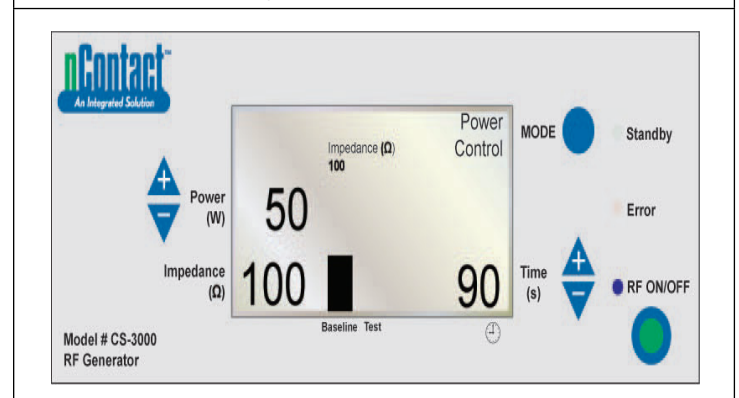 nContact™
An Integrated Solution
Power
Control
Impedance (Ω)
100
MODE
Standby
+
−
Power
(W)
50
Error
Impedance
(Ω)
100
90
Time
(s)
+
−
RF ON/OFF
Baseline Test
Model # CS-3000
RF Generator